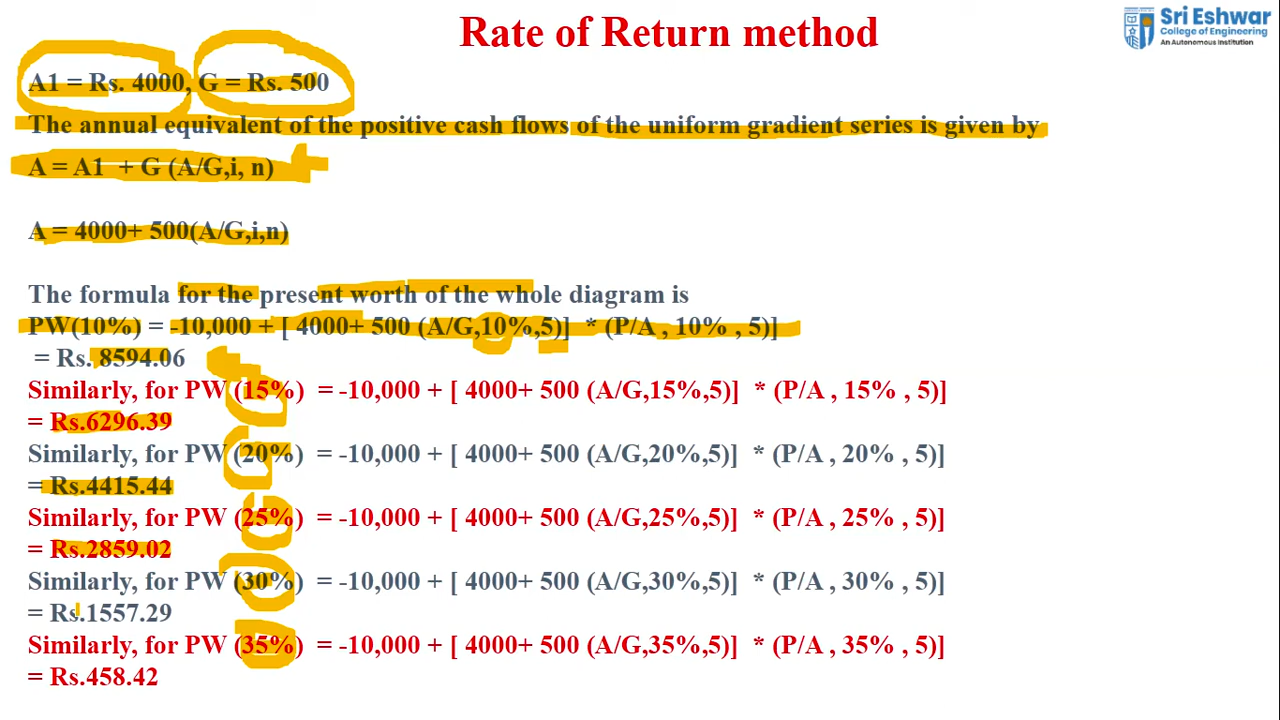 Rate of Return method
Sri Eshwar
College of Engineering
An Autonomous Institution
A1 = Rs. 4000, G = Rs. 500
The annual equivalent of the positive cash flows of the uniform gradient series is given by
A = A1 + G (A/G,i, n)
A = 4000+ 500(A/G,i,n)
The formula for the present worth of the whole diagram is
PW(10%) = -10,000 + [ 4000+ 500 (A/G,10%,5)] * (P/A , 10% , 5)]
= Rs. 8594.06
Similarly, for PW (15%) = -10,000 + [ 4000+ 500 (A/G,15%,5)] * (P/A , 15% , 5)]
= Rs.6296.39
Similarly, for PW (20%) = -10,000 + [ 4000+ 500 (A/G,20%,5)] * (P/A , 20% , 5)]
= Rs.4415.44
Similarly, for PW (25%) = -10,000 + [ 4000+ 500 (A/G,25%,5)] * (P/A , 25% , 5)]
= Rs.2859.02
Similarly, for PW (30%) = -10,000 + [ 4000+ 500 (A/G,30%,5)] * (P/A , 30% , 5)]
= Rs.1557.29
Similarly, for PW (35%) = -10,000 + [ 4000+ 500 (A/G,35%,5)] * (P/A , 35% , 5)]
= Rs.458.42